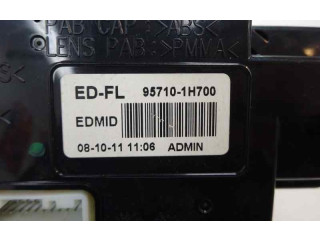 PAB CAP: >ABS<
LENS PAB: >PMMA<
ED-FL 95710-1H700
EDMID
08-10-11 11:06 ADMIN